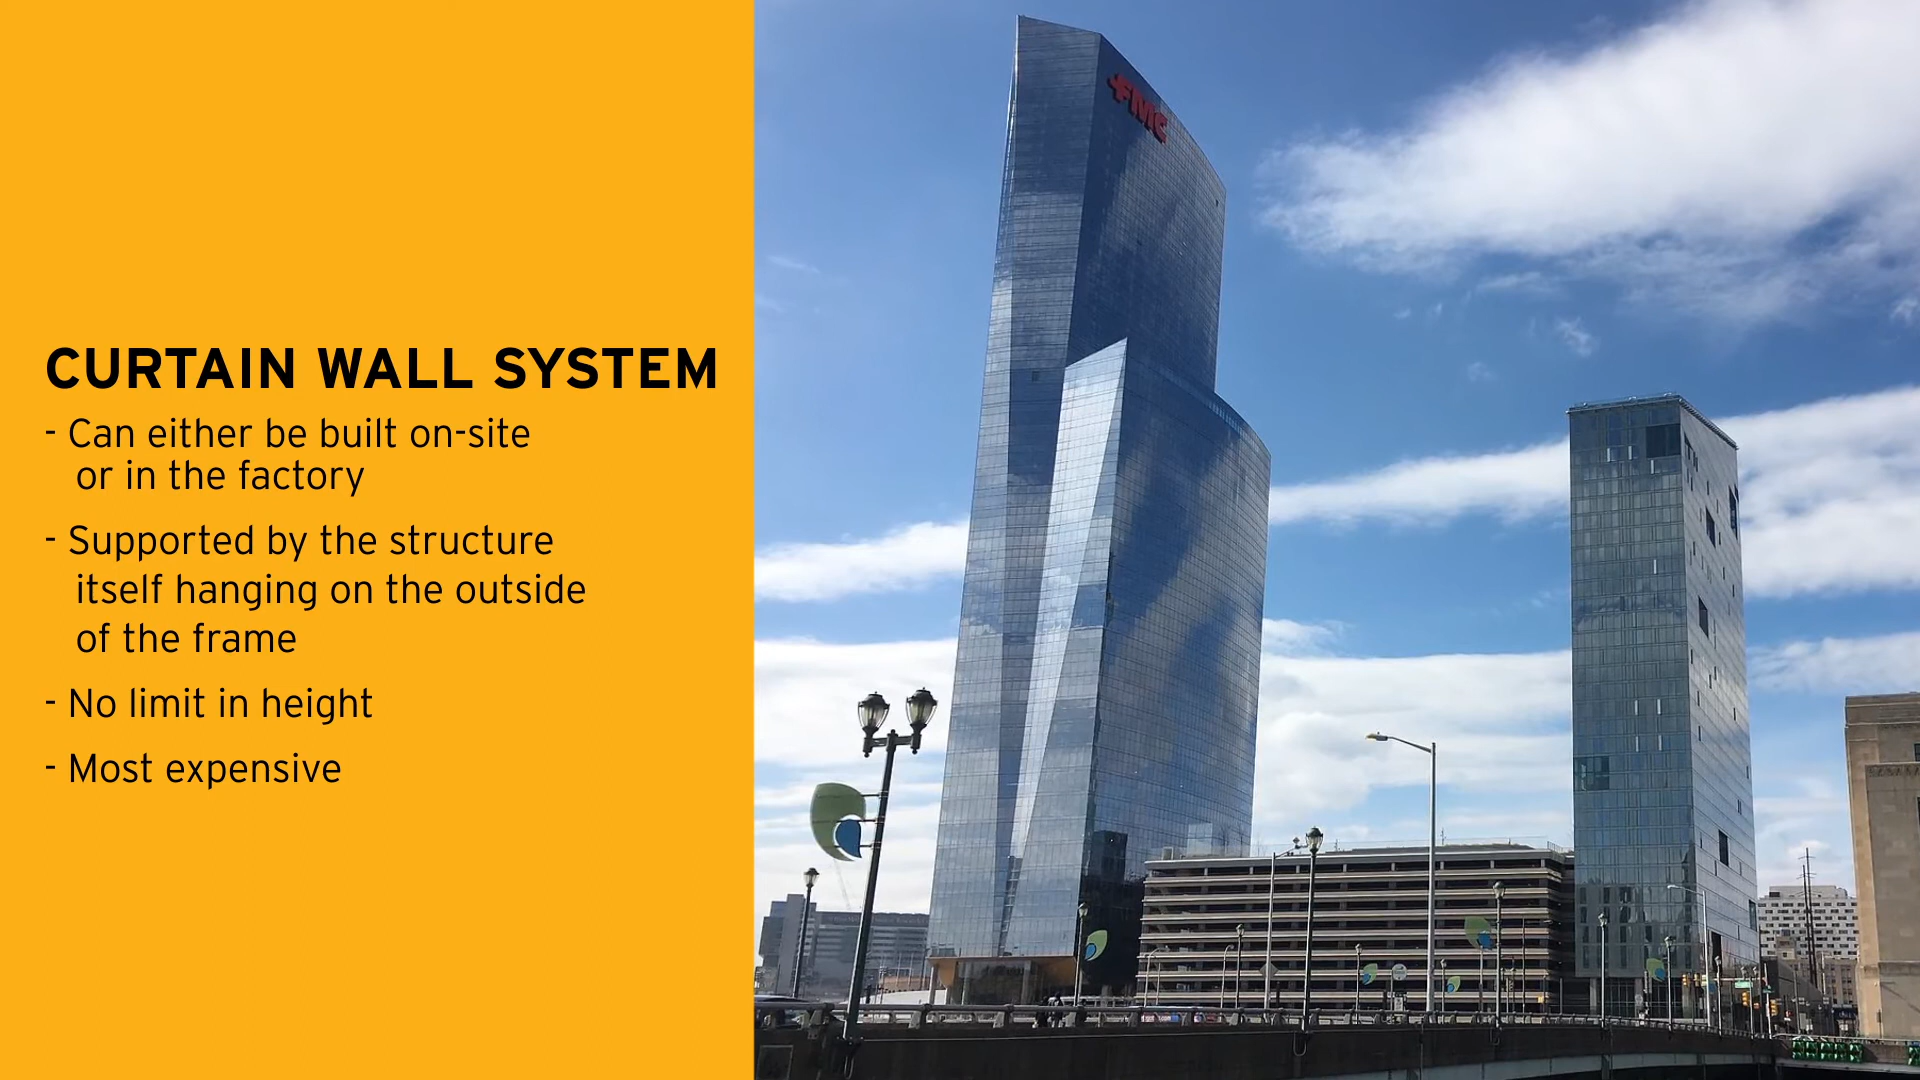 CURTAIN WALL SYSTEM
- Can either be built on-site
or in the factory
- Supported by the structure
itself hanging on the outside
of the frame
- No limit in height
- Most expensive
FMC